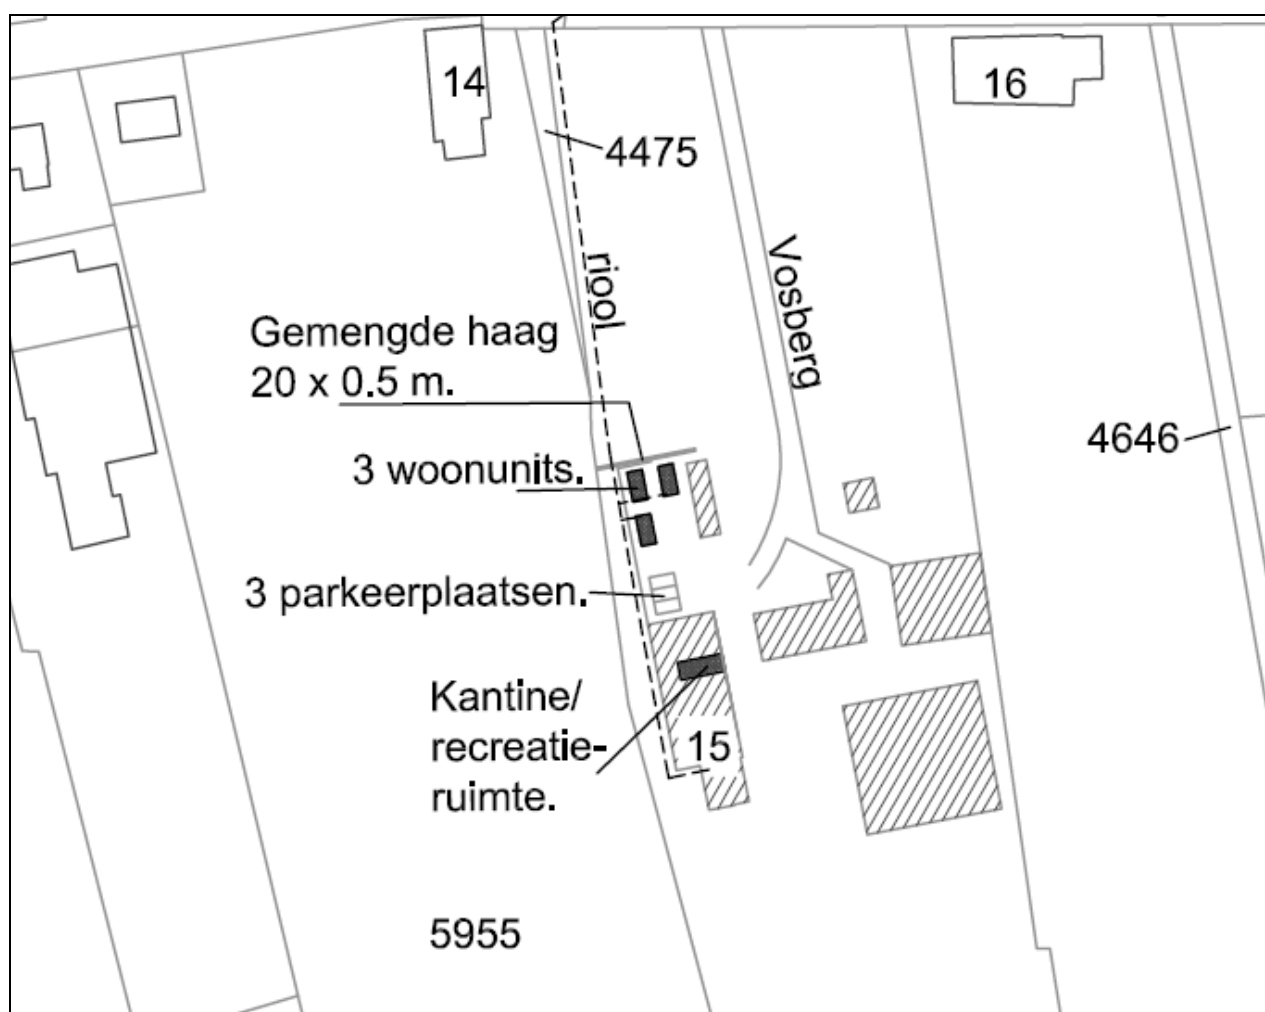 14
16
4475
riool
Vosberg
Gemengde haag
20 x 0.5 m.
4646
3 woonunits.
3 parkeerplaatsen.
Kantine/
recreatie-
ruimte.
15
5955